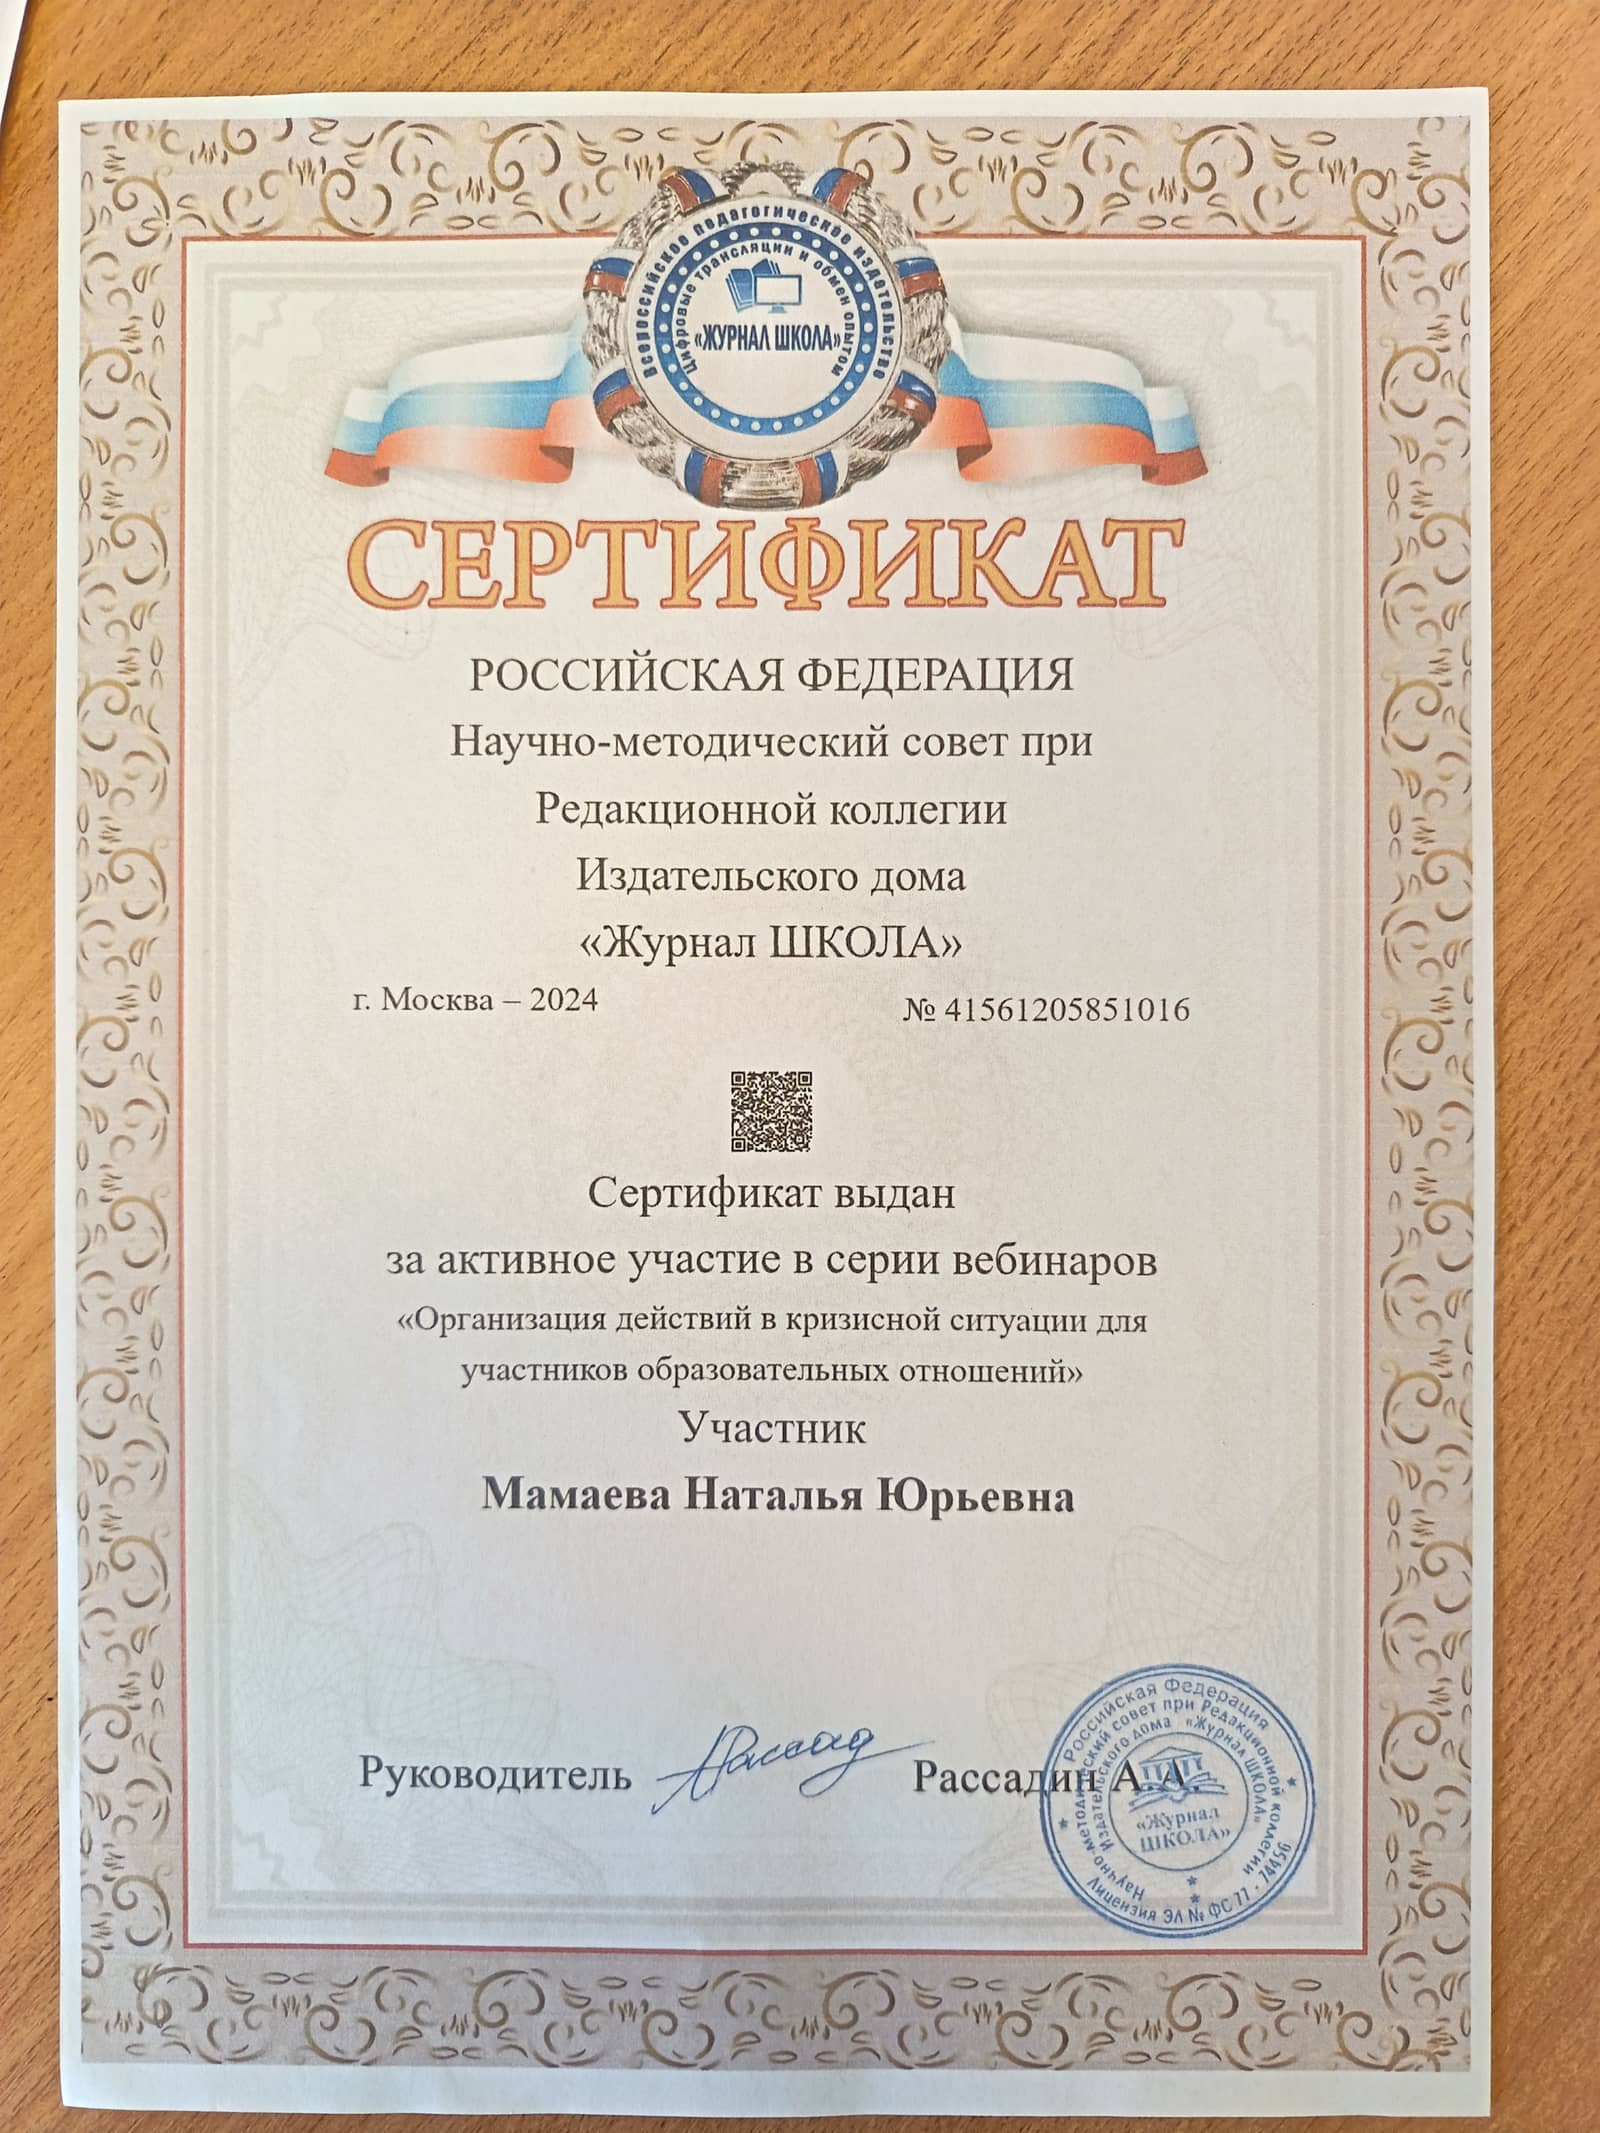 Всероссийское педагогическое издательство
Цифровые трансляции и обмен опытом
«ЖУРНАЛ ШКОЛА»
СЕРТИФИКАТ
РОССИЙСКАЯ ФЕДЕРАЦИЯ
Научно-методический совет при
Редакционной коллегии
Издательского дома
«Журнал ШКОЛА»
г. Москва – 2024
№ 41561205851016
Сертификат выдан
за активное участие в серии вебинаров
«Организация действий в кризисной ситуации для
участников образовательных отношений»
Участник
Мамаева Наталья Юрьевна
Руководитель
Рассадин А.А.
Российская Федерация
Научно-методический совет при Редакционной коллегии
Издательского дома «Журнал ШКОЛА»
«Журнал
ШКОЛА»
Лицензия ЭЛ № ФС 77 - 74456